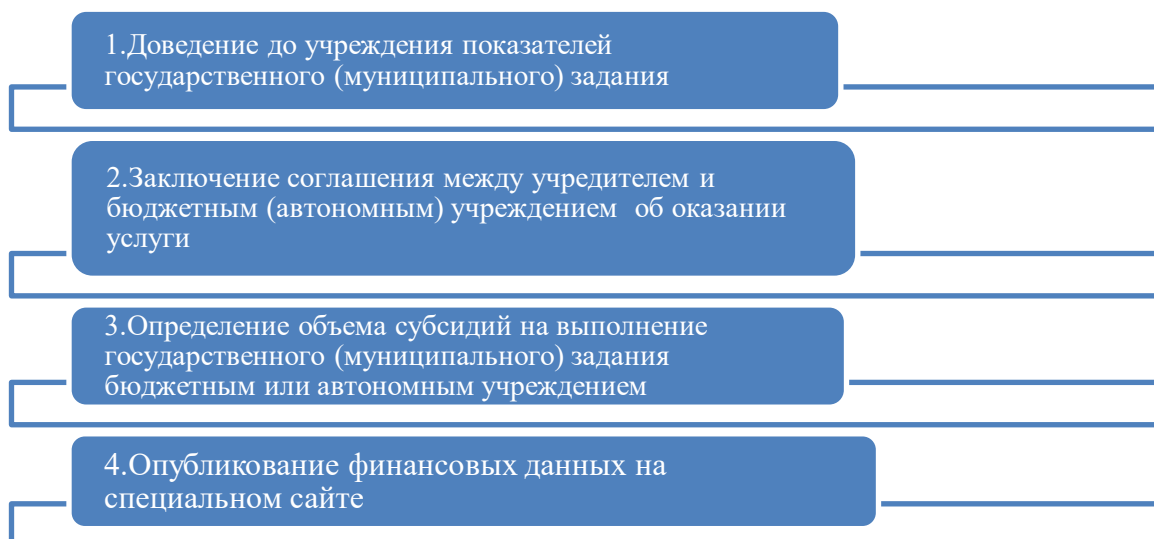 1.Доведение до учреждения показателей
государственного (муниципального) задания
2.Заключение соглашения между учредителем и
бюджетным (автономным) учреждением  об оказании
услуги
3.Определение объема субсидий на выполнение
государственного (муниципального) задания
бюджетным или автономным учреждением
4.Опубликование финансовых данных на
специальном сайте